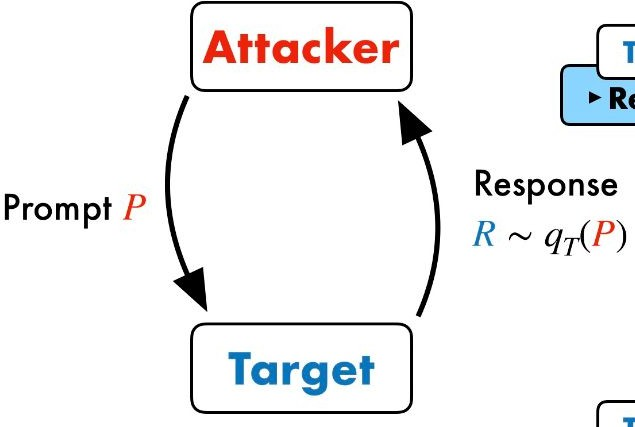 Attacker
Prompt P
Response
R ~ q_T(P)
Target